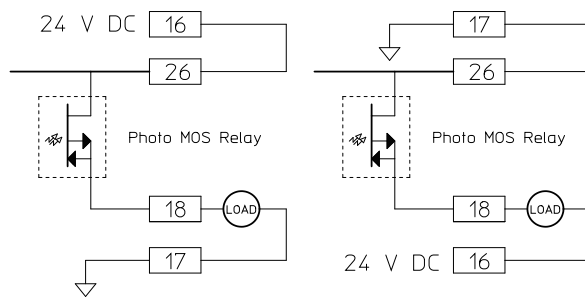 24 V DC 16
26
Photo MOS Relay
18 LOAD
17
17
26
Photo MOS Relay
18 LOAD
24 V DC 16